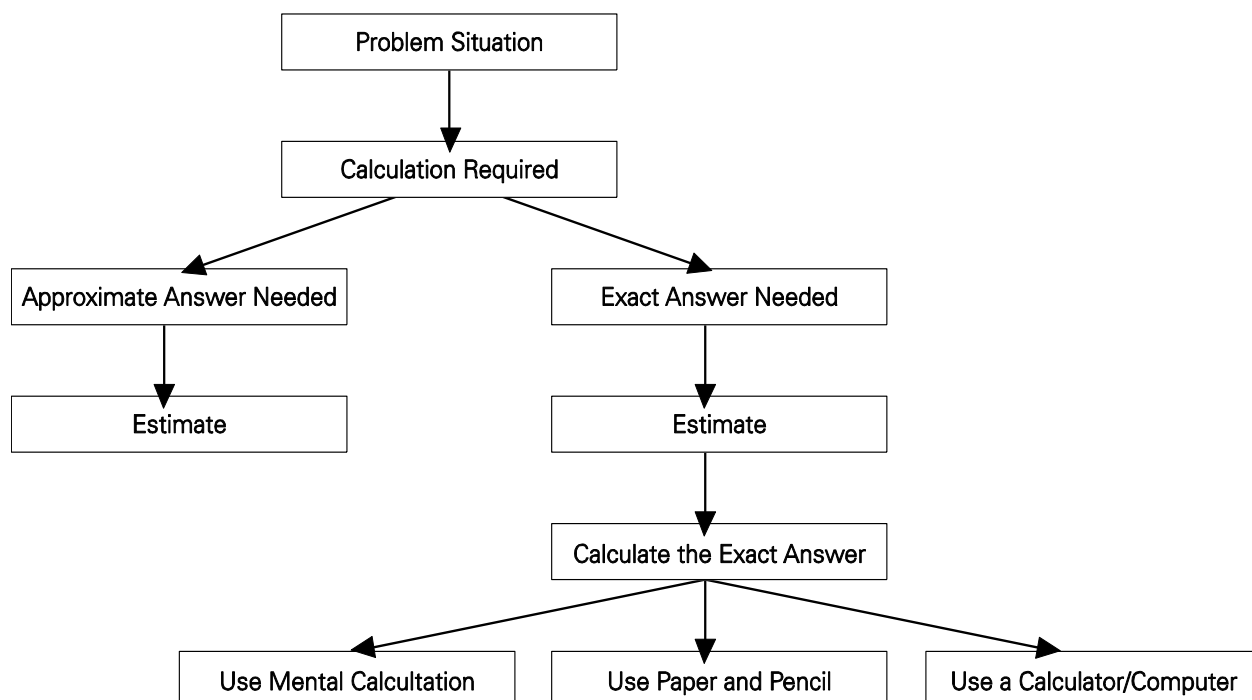 Problem Situation
Calculation Required
Approximate Answer Needed
Exact Answer Needed
Estimate
Estimate
Calculate the Exact Answer
Use Mental Calcultation
Use Paper and Pencil
Use a Calculator/Computer